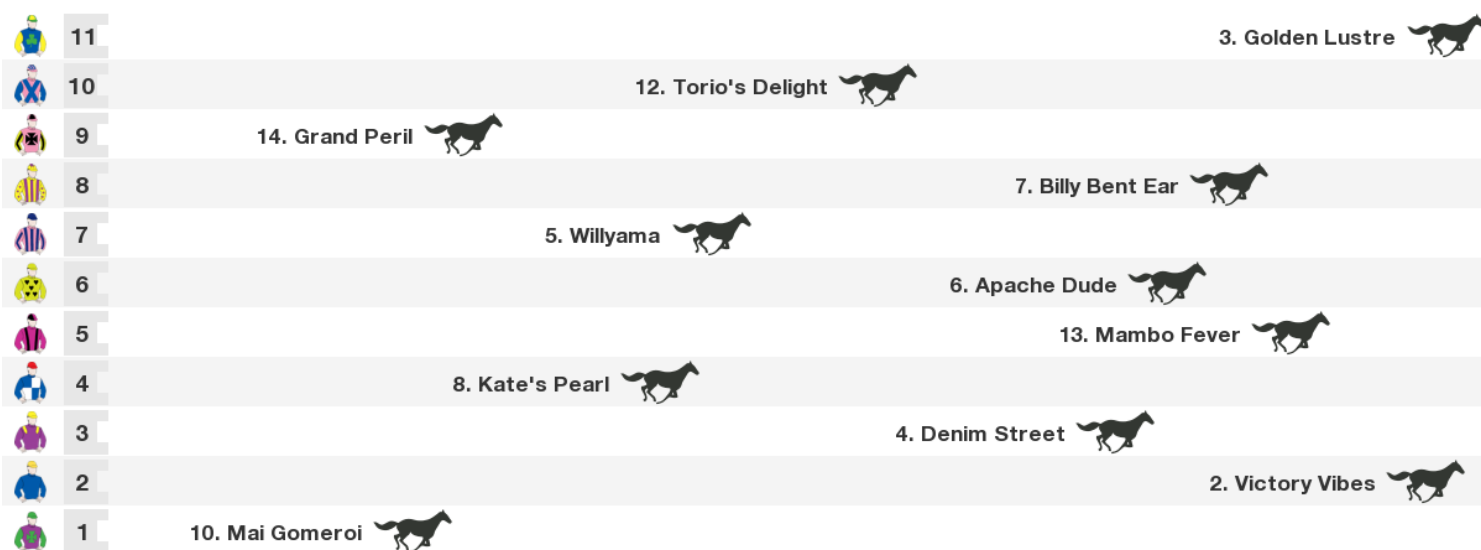 11 3. Golden Lustre
10 12. Torio's Delight
9 14. Grand Peril
8 7. Billy Bent Ear
7 5. Willyama
6 6. Apache Dude
5 13. Mambo Fever
4 8. Kate's Pearl
3 4. Denim Street
2 2. Victory Vibes
1 10. Mai Gomeroi